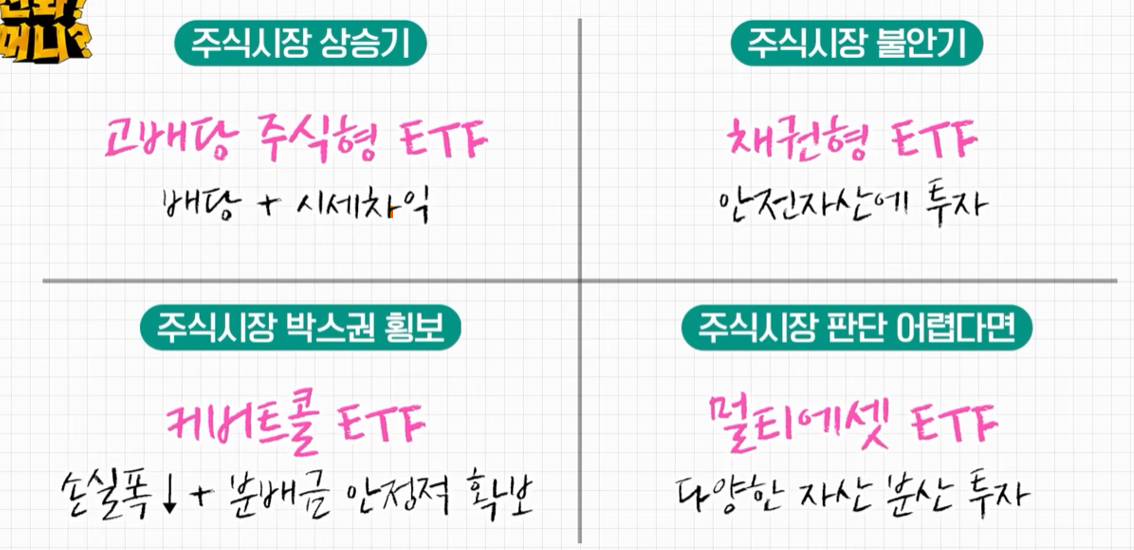 머니?
주식시장 상승기
고배당 주식형 ETF
배당 + 시세차익
주식시장 불안기
채권형 ETF
안전자산에 투자
주식시장 박스권 횡보
커버트콜 ETF
손실폭↓ + 분배금 안정적 확보
주식시장 판단 어렵다면
멀티에셋 ETF
다양한 자산 분산 투자